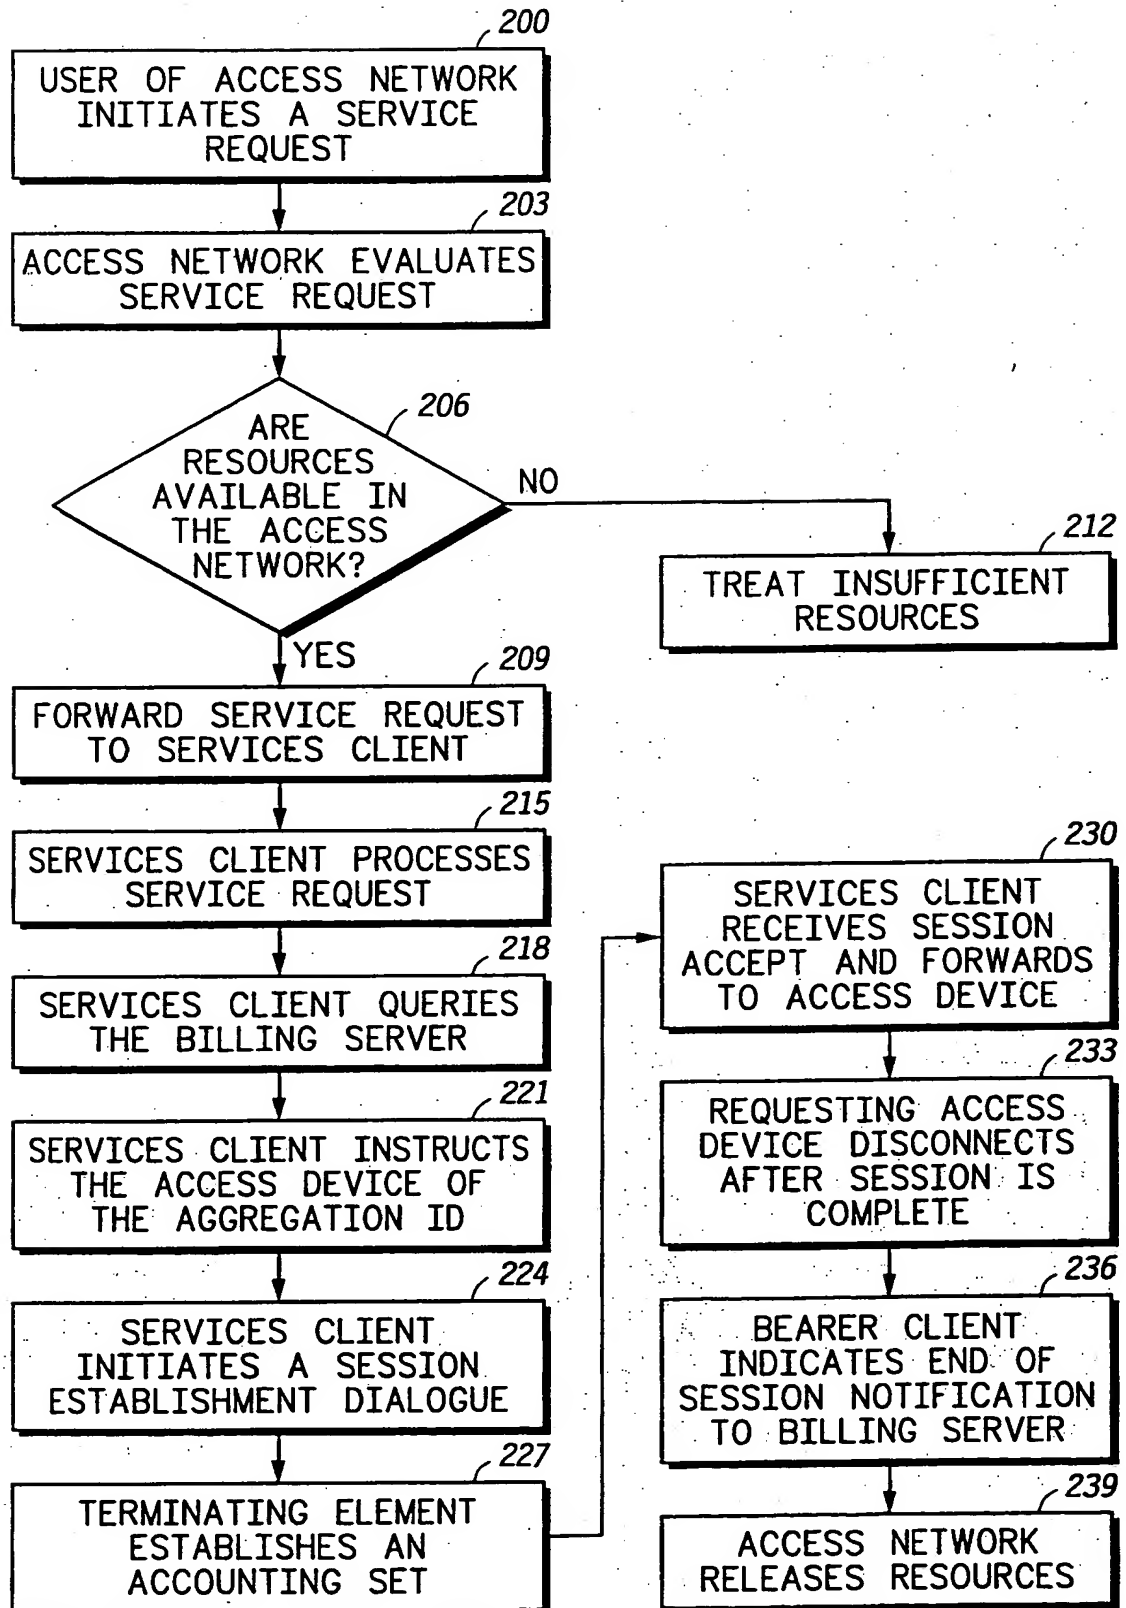 200
USER OF ACCESS NETWORK
INITIATES A SERVICE
REQUEST
203
ACCESS NETWORK EVALUATES
SERVICE REQUEST
206
ARE
RESOURCES
AVAILABLE IN
THE ACCESS
NETWORK?
NO
212
TREAT INSUFFICIENT
RESOURCES
YES
209
FORWARD SERVICE REQUEST
TO SERVICES CLIENT
215
SERVICES CLIENT PROCESSES
SERVICE REQUEST
218
SERVICES CLIENT QUERIES
THE BILLING SERVER
221
SERVICES CLIENT INSTRUCTS
THE ACCESS DEVICE OF
THE AGGREGATION ID
224
SERVICES CLIENT
INITIATES A SESSION
ESTABLISHMENT DIALOGUE
227
TERMINATING ELEMENT
ESTABLISHES AN
ACCOUNTING SET
230
SERVICES CLIENT
RECEIVES SESSION
ACCEPT AND FORWARDS
TO ACCESS DEVICE
233
REQUESTING ACCESS
DEVICE DISCONNECTS
AFTER SESSION IS
COMPLETE
236
BEARER CLIENT
INDICATES END OF
SESSION NOTIFICATION
TO BILLING SERVER
239
ACCESS NETWORK
RELEASES RESOURCES